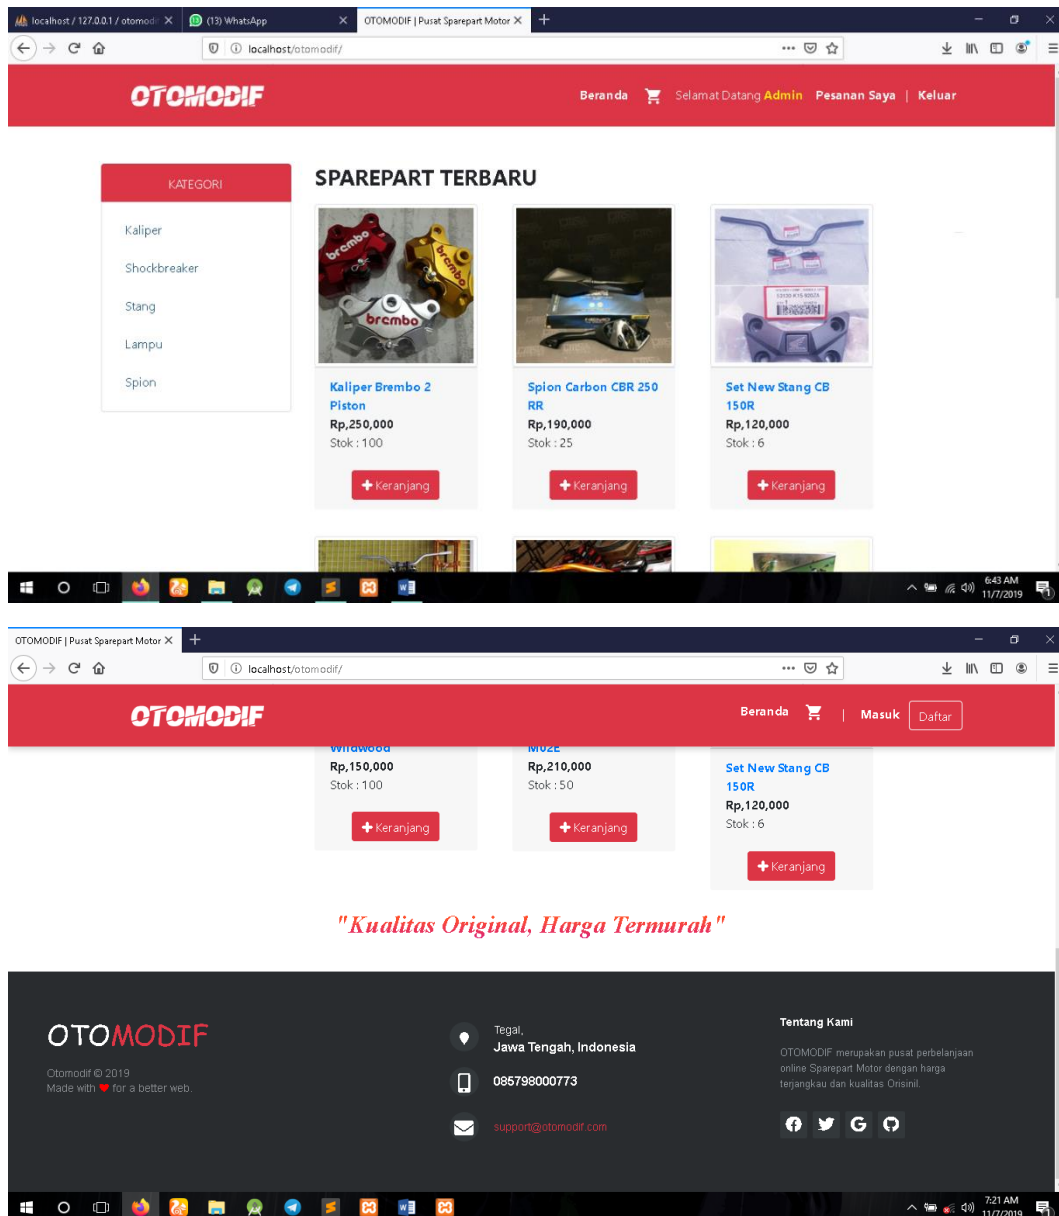 localhost / 127.0.0.1 / otomodi
(13) WhatsApp
OTOMODIF | Pusat Sparepart Motor
localhost/otomodif/
OTOMODIF
Beranda
Selamat Datang Admin
Pesanan Saya | Keluar
KATEGORI
Kaliper
Shockbreaker
Stang
Lampu
Spion
SPAREPART TERBARU
brembo
brembo
Kaliper Brembo 2
Piston
Rp,250,000
Stok : 100
Keranjang
Spion Carbon CBR 250
RR
Rp,190,000
Stok : 25
Keranjang
Set New Stang CB
150R
Rp,120,000
Stok : 6
Keranjang
6:43 AM
11/7/2019
OTOMODIF | Pusat Sparepart Motor
localhost/otomodif/
OTOMODIF
Beranda
| Masuk
Daftar
Wildwood
Rp,150,000
Stok : 100
Keranjang
M02E
Rp,210,000
Stok : 50
Keranjang
Set New Stang CB
150R
Rp,120,000
Stok : 6
Keranjang
"Kualitas Original, Harga Termurah"
OTOMODIF
Otomodif © 2019
Made with ❤ for a better web.
Tegal,
Jawa Tengah, Indonesia
085798000773
support@otomodif.com
Tentang Kami
OTOMODIF merupakan pusat perbelanjaan
online Sparepart Motor dengan harga
terjangkau dan kualitas Orisinil.
7:21 AM
11/7/2019